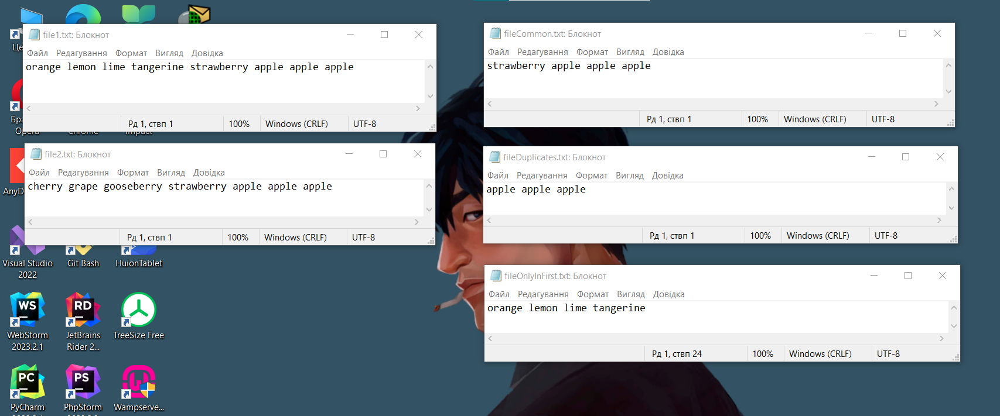 file1.txt: Блокнот
Файл Редагування Формат Вигляд Довідка
orange lemon lime tangerine strawberry apple apple apple
Рд 1, ствп 1 100% Windows (CRLF) UTF-8
file2.txt: Блокнот
Файл Редагування Формат Вигляд Довідка
cherry grape gooseberry strawberry apple apple apple
Рд 1, ствп 1 100% Windows (CRLF) UTF-8
fileCommon.txt: Блокнот
Файл Редагування Формат Вигляд Довідка
strawberry apple apple apple
Рд 1, ствп 1 100% Windows (CRLF) UTF-8
fileDuplicates.txt: Блокнот
Файл Редагування Формат Вигляд Довідка
apple apple apple
Рд 1, ствп 1 100% Windows (CRLF) UTF-8
fileOnlyInFirst.txt: Блокнот
Файл Редагування Формат Вигляд Довідка
orange lemon lime tangerine
Рд 1, ствп 24 100% Windows (CRLF) UTF-8
Це
Бра
Opera
Chrome
Impact
AnyD
Visual Studio
2022
Git Bash
HuionTablet
WS
WebStorm
2023.2.1
RD
JetBrains
Rider 2...
TreeSize Free
PC
PyCharm
PS
PhpStorm
Wampserve...